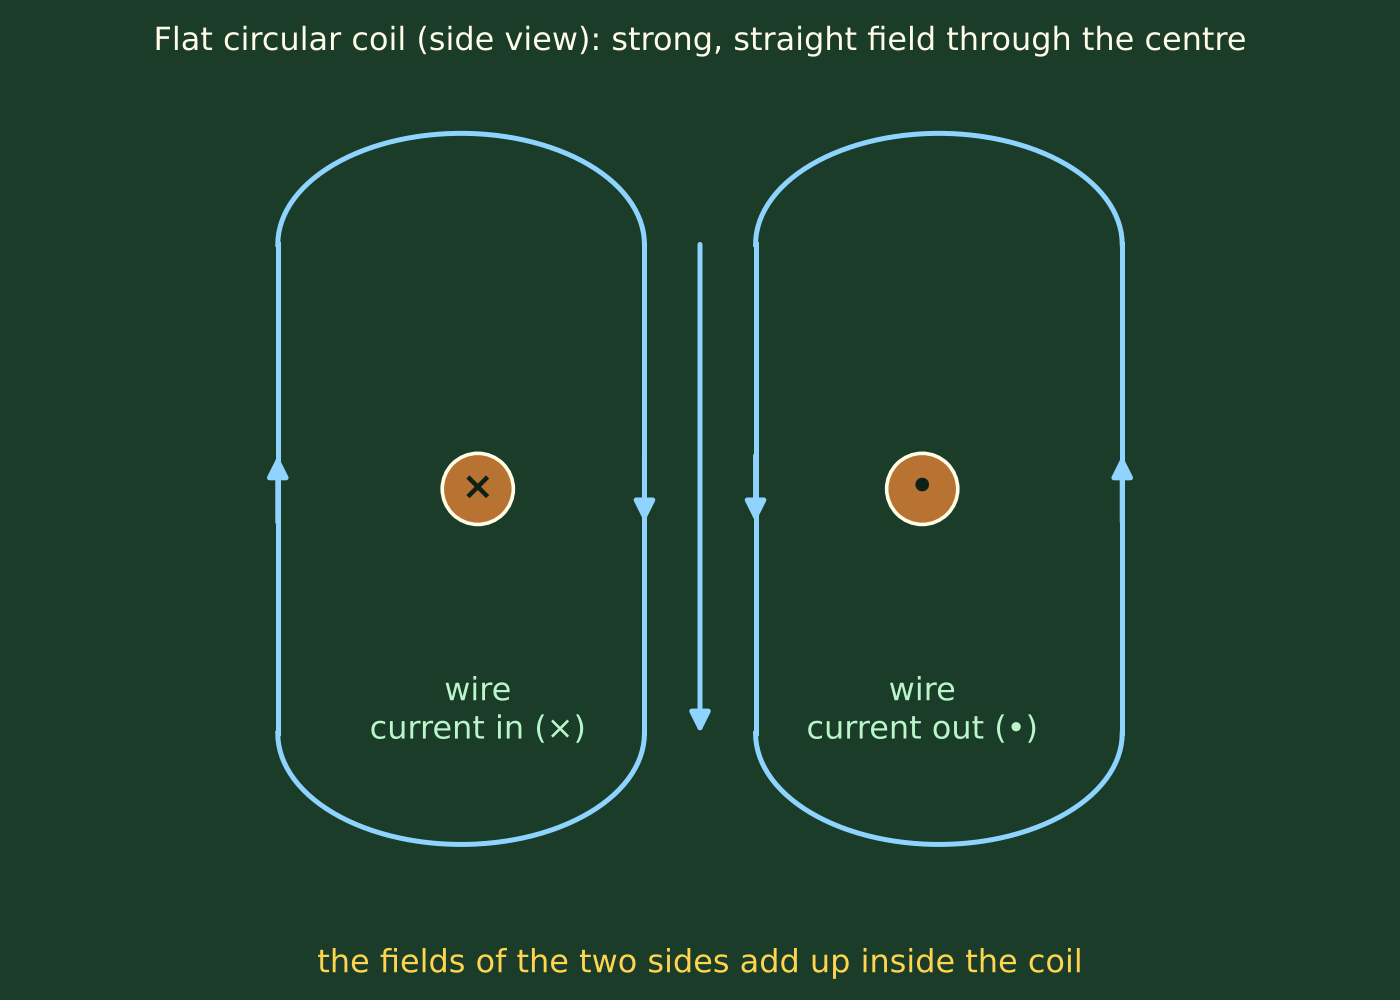 Flat circular coil (side view): strong, straight field through the centre
×
•
wire
current in (×)
wire
current out (•)
the fields of the two sides add up inside the coil